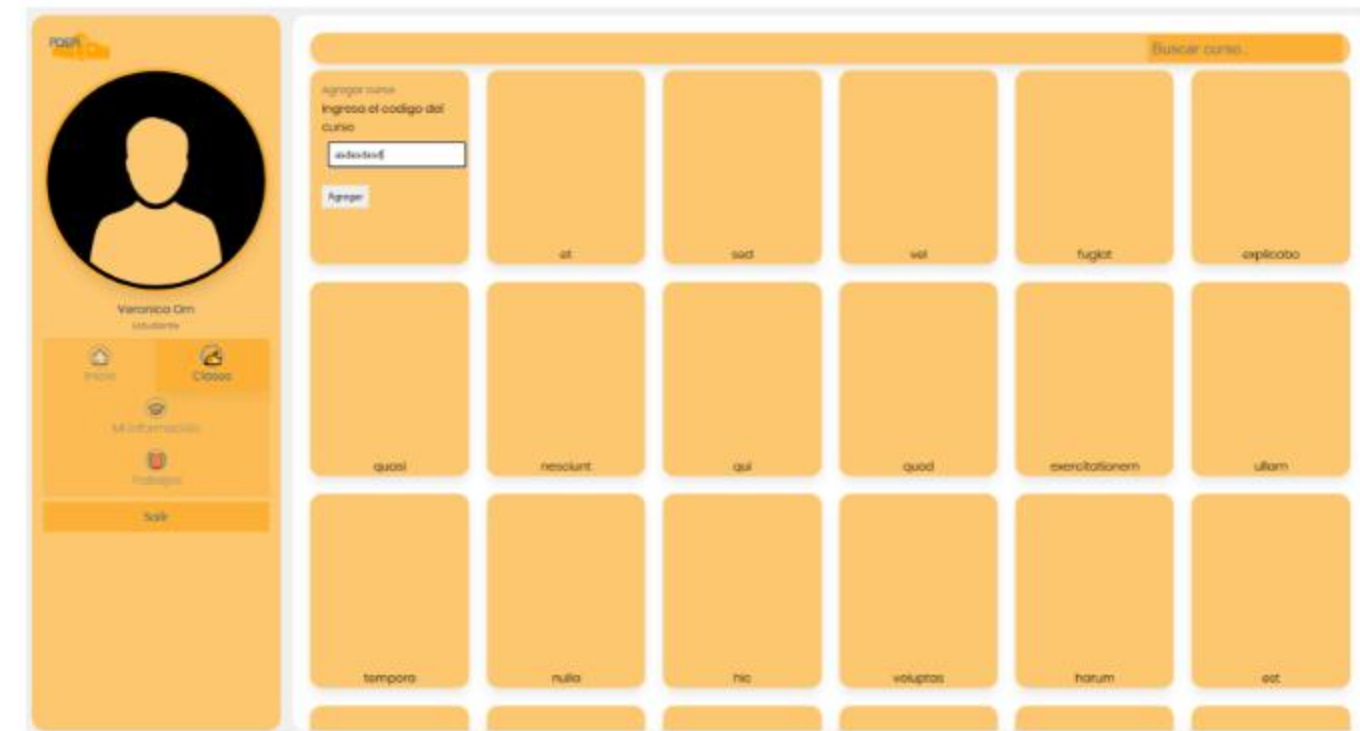 Buscar curso...
Agregar curso
Ingresa el codigo del
curso
Agregar
et
sed
vel
fugiat
explicabo
Veronica Orn
Estudiante
Inicio
Clases
Mi información
Trabajos
Salir
quasi
nesciunt
qui
quod
exercitationem
ullam
tempora
nulla
hic
voluptas
harum
est